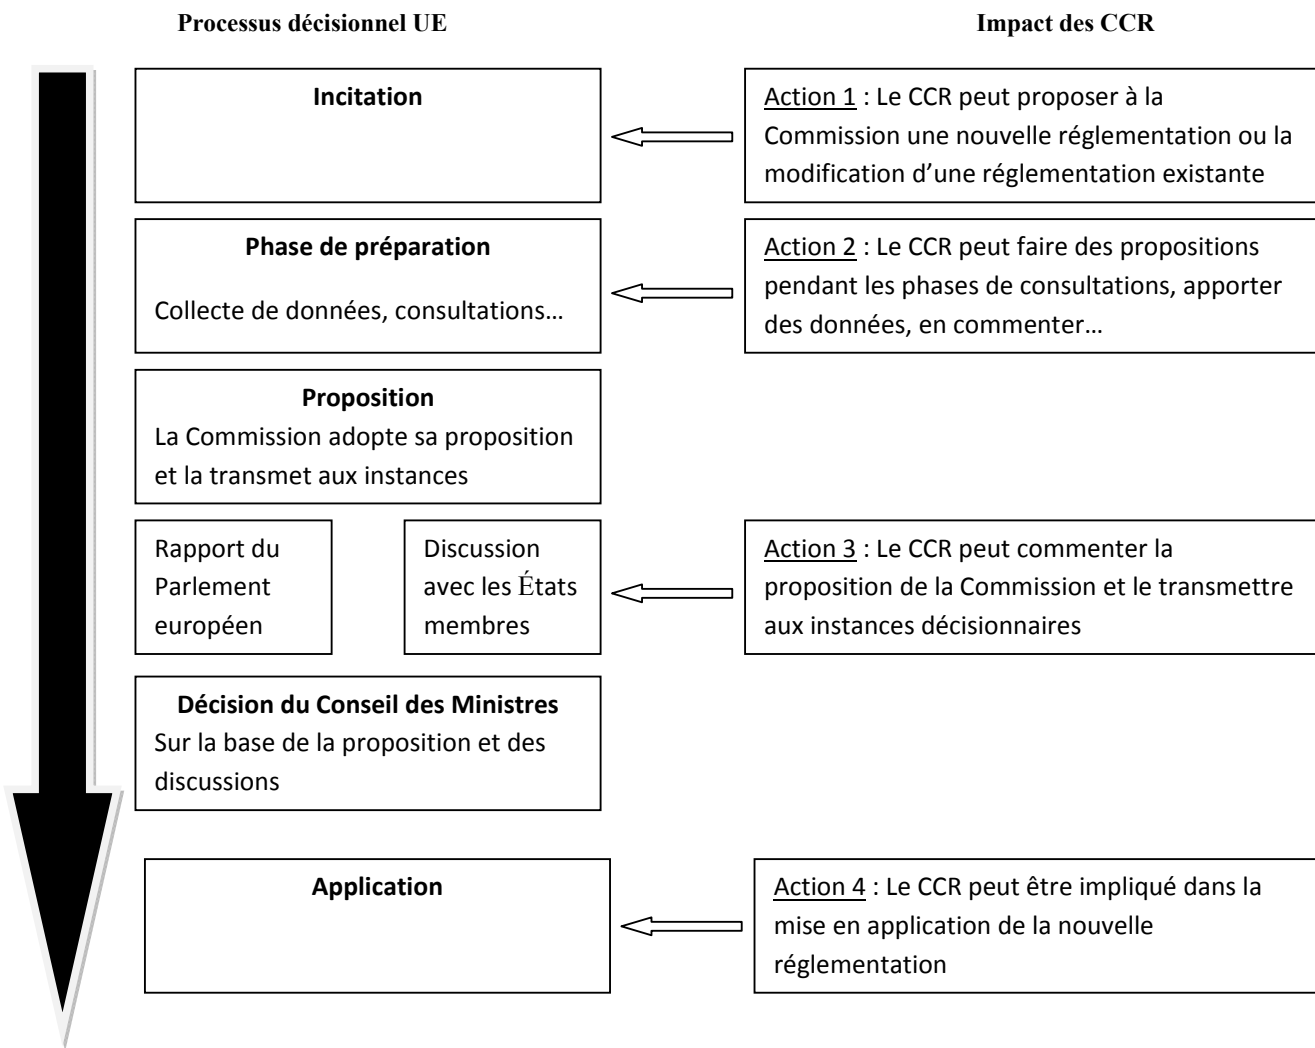 Processus décisionnel UE
Impact des CCR
Incitation
Action 1 : Le CCR peut proposer à la
Commission une nouvelle réglementation ou la
modification d’une réglementation existante
Phase de préparation
Collecte de données, consultations…
Action 2 : Le CCR peut faire des propositions
pendant les phases de consultations, apporter
des données, en commenter…
Proposition
La Commission adopte sa proposition
et la transmet aux instances
Rapport du
Parlement
européen
Discussion
avec les États
membres
Action 3 : Le CCR peut commenter la
proposition de la Commission et le transmettre
aux instances décisionnaires
Décision du Conseil des Ministres
Sur la base de la proposition et des
discussions
Application
Action 4 : Le CCR peut être impliqué dans la
mise en application de la nouvelle
réglementation